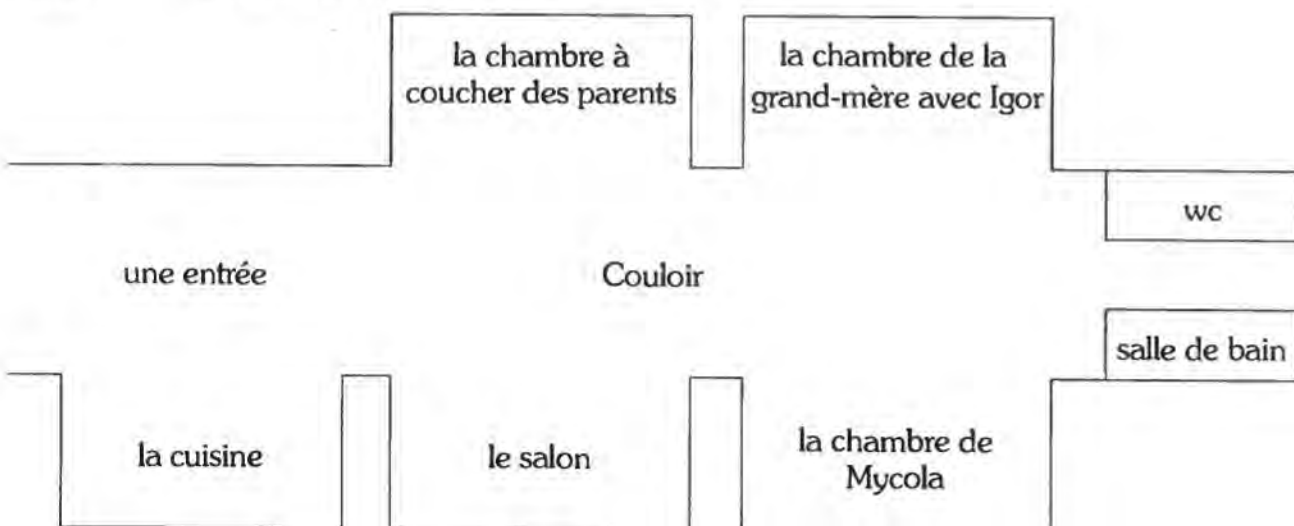 la chambre à
coucher des parents
la chambre de la
grand-mère avec Igor
wc
une entrée
Couloir
salle de bain
la cuisine
le salon
la chambre de
Mycola